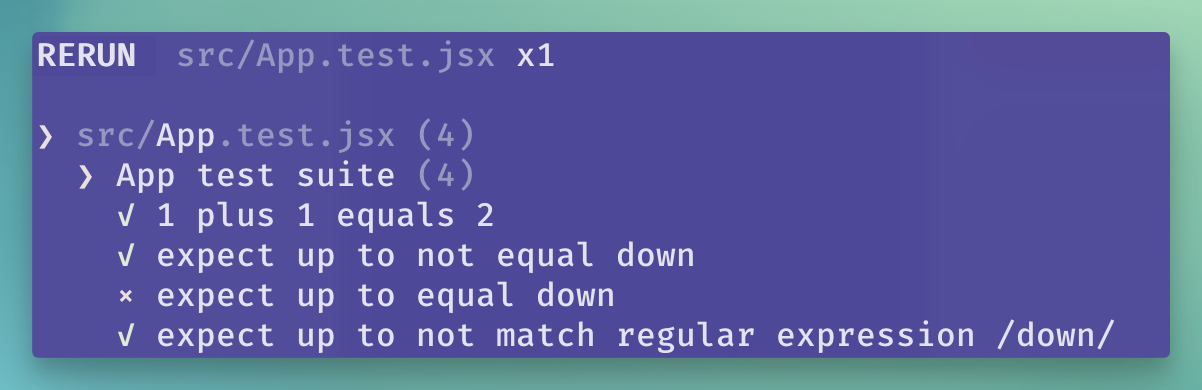 RERUN src/App.test.jsx x1
❯ src/App.test.jsx (4)
❯ App test suite (4)
√ 1 plus 1 equals 2
√ expect up to not equal down
× expect up to equal down
√ expect up to not match regular expression /down/